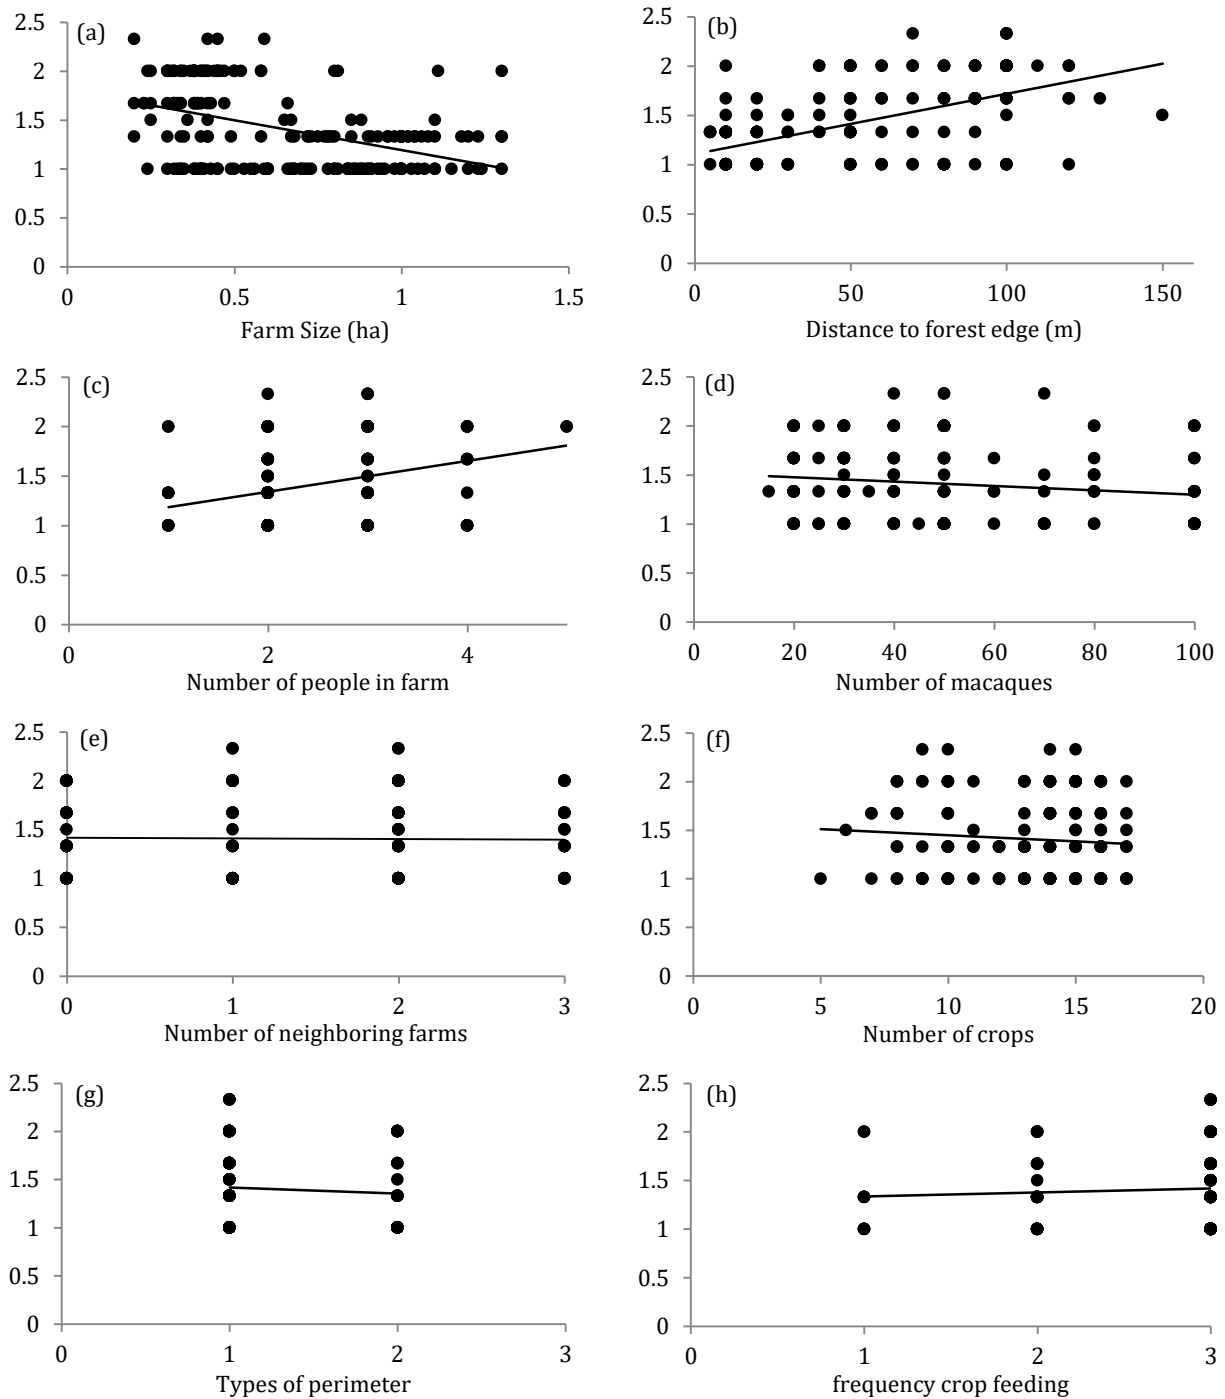 (a)
2.5
2
1.5
1
0.5
0
0 0.5 1 1.5
Farm Size (ha)
(b)
2.5
2
1.5
1
0.5
0
0 50 100 150
Distance to forest edge (m)
(c)
2.5
2
1.5
1
0.5
0
0 2 4
Number of people in farm
(d)
2.5
2
1.5
1
0.5
0
0 20 40 60 80 100
Number of macaques
(e)
2.5
2
1.5
1
0.5
0
0 1 2 3
Number of neighboring farms
(f)
2.5
2
1.5
1
0.5
0
0 5 10 15 20
Number of crops
(g)
2.5
2
1.5
1
0.5
0
0 1 2 3
Types of perimeter
(h)
2.5
2
1.5
1
0.5
0
0 1 2 3
frequency crop feeding